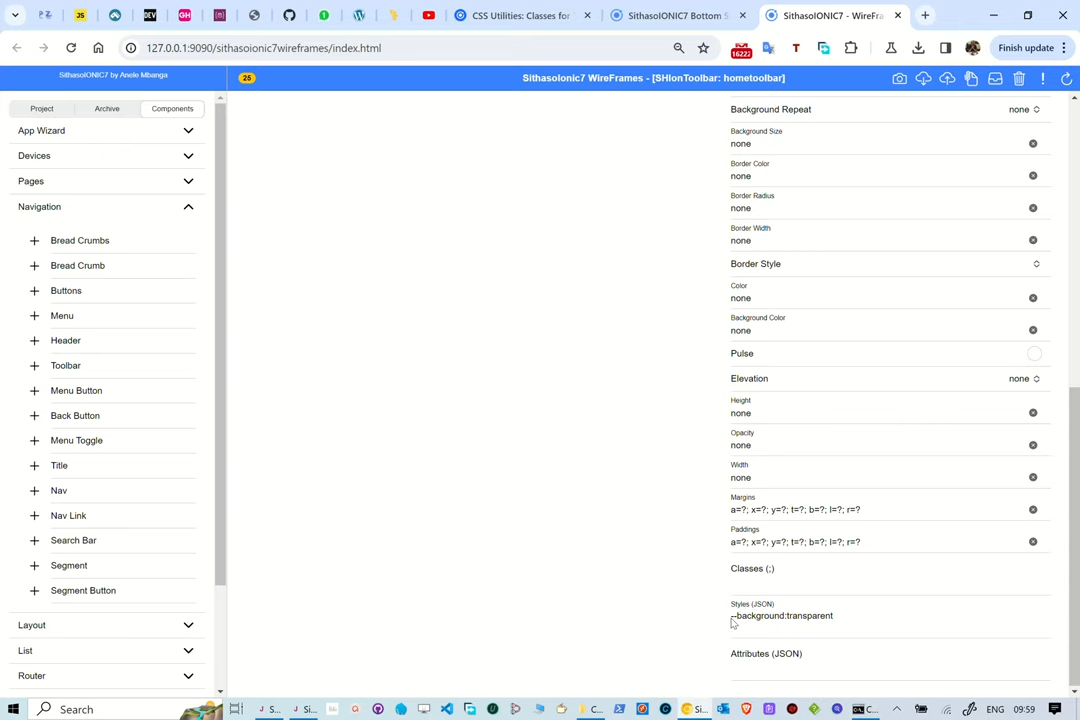 CSS Utilities: Classes for
SithasoIONIC7 Bottom S
SithasoIONIC7 - WireFra
127.0.0.1:9090/sithasoionic7wireframes/index.html
16222
Finish update
SithasoIONIC7 by Anele Mbanga
25
SithasoIonic7 WireFrames - [SHIonToolbar: hometoolbar]
Project
Archive
Components
App Wizard
Devices
Pages
Navigation
Bread Crumbs
Bread Crumb
Buttons
Menu
Header
Toolbar
Menu Button
Back Button
Menu Toggle
Title
Nav
Nav Link
Search Bar
Segment
Segment Button
Layout
List
Router
Background Repeat
none
Background Size
none
Border Color
none
Border Radius
none
Border Width
none
Border Style
Color
none
Background Color
none
Pulse
Elevation
none
Height
none
Opacity
none
Width
none
Margins
a=?; x=?; y=?; t=?; b=?; l=?; r=?
Paddings
a=?; x=?; y=?; t=?; b=?; l=?; r=?
Classes (;)
Styles (JSON)
--background:transparent
Attributes (JSON)
Search
ENG
09:59